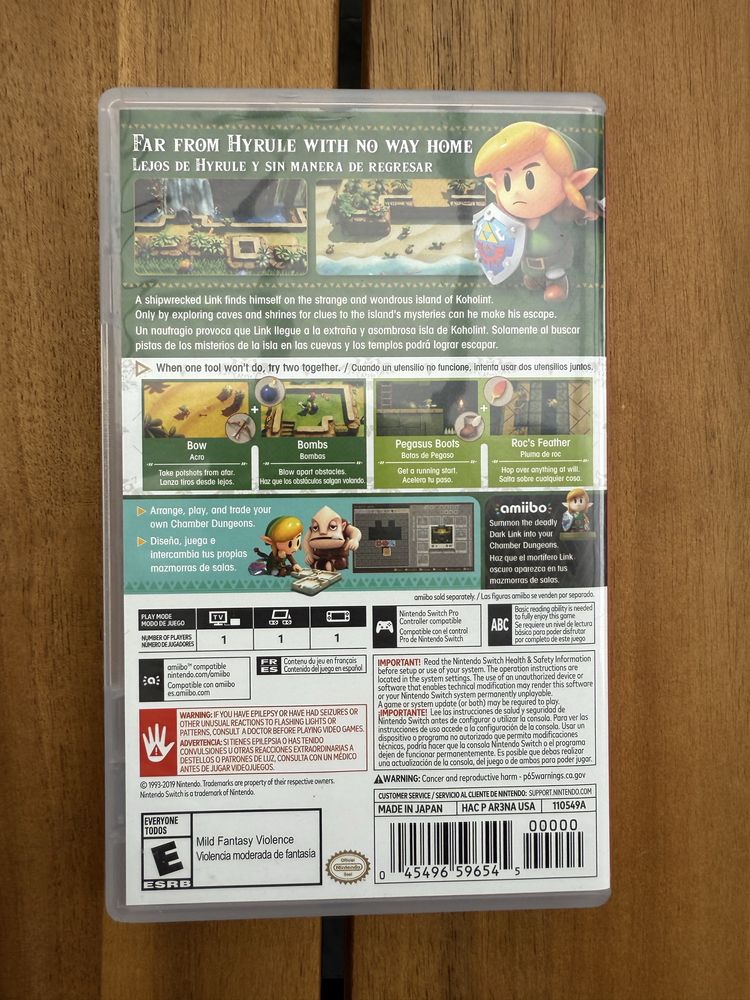 FAR FROM HYRULE WITH NO WAY HOME
LEJOS DE HYRULE Y SIN MANERA DE REGRESAR
A shipwrecked Link finds himself on the strange and wondrous island of Koholint.
Only by exploring caves and shrines for clues to the island's mysteries can he make his escape.
Un naufragio provoca que Link llegue a la extraña y asombrosa isla de Koholint. Solamente al buscar
pistas de los misterios de la isla en las cuevas y los templos podrá lograr escapar.
When one tool won't do, try two together. / Cuando un utensilio no funcione, intenta usar dos utensilios juntos.
Bow
Acro
Take potshots from afar.
Lanza tiros desde lejos.
+
Bombs
Bombas
Blow apart obstacles.
Haz que los obstáculos salgan volando.
Pegasus Boots
Botas de Pegaso
Get a running start.
Acelera tu paso.
+
Roc's Feather
Pluma de roc
Hop over anything at will.
Salta sobre cualquier cosa.
Arrange, play, and trade your
own Chamber Dungeons.
Diseña, juega e
intercambia tus propias
mazmorras de salas.
amiibo
Summon the deadly
Dark Link into your
Chamber Dungeons.
Haz que el mortífero Link
oscuro aparezca en tus
mazmorras de salas.
amiibo sold separately. / Las figuras amiibo se venden por separado.
PLAY MODE
MODO DE JUEGO
TV
NUMBER OF PLAYERS
NÚMERO DE JUGADORES
1 1 1
Nintendo Switch Pro
Controller compatible
Compatible con el control
Pro de Nintendo Switch
ABC
Basic reading ability is needed
to fully enjoy this game
Se requiere un nivel de lectura
básico para poder disfrutar
por completo de este juego
amiibo™ compatible
nintendo.com/amiibo
Compatible con amiibo
es.amiibo.com
FR
ES
Contenu du jeu en français
Contenido del juego en español
WARNING: IF YOU HAVE EPILEPSY OR HAVE HAD SEIZURES OR
OTHER UNUSUAL REACTIONS TO FLASHING LIGHTS OR
PATTERNS, CONSULT A DOCTOR BEFORE PLAYING VIDEO GAMES.
ADVERTENCIA: SI TIENES EPILEPSIA O HAS TENIDO
CONVULSIONES U OTRAS REACCIONES EXTRAORDINARIAS A
DESTELLOS O PATRONES DE LUZ, CONSULTA CON UN MÉDICO
ANTES DE JUGAR VIDEOJUEGOS.
IMPORTANT! Read the Nintendo Switch Health & Safety Information
before setup or use of your system. The operation instructions are
located in the system settings. The use of an unauthorized device or
software that enables technical modification may render this software
or your Nintendo Switch system permanently unplayable.
A game or system update (or both) may be required to play.
¡IMPORTANTE! Lee las instrucciones de salud y seguridad de
Nintendo Switch antes de configurar o utilizar la consola. Para ver las
instrucciones de uso accede a la configuración de la consola. Usar un
dispositivo o programa no autorizado que permita modificaciones
técnicas, podría hacer que la consola Nintendo Switch o el programa
dejen de funcionar permanentemente. Es posible que debas realizar
una actualización de la consola, del juego o de ambos para poder jugar.
© 1993-2019 Nintendo. Trademarks are property of their respective owners.
Nintendo Switch is a trademark of Nintendo.
WARNING: Cancer and reproductive harm - p65warnings.ca.gov
CUSTOMER SERVICE / SERVICIO AL CLIENTE DE NINTENDO: SUPPORT.NINTENDO.COM
MADE IN JAPAN HAC P AR3NA USA 110549A
EVERYONE
TODOS
E
ESRB
Mild Fantasy Violence
Violencia moderada de fantasía
Official
Nintendo
Seal
00000
0 45496 59654 5